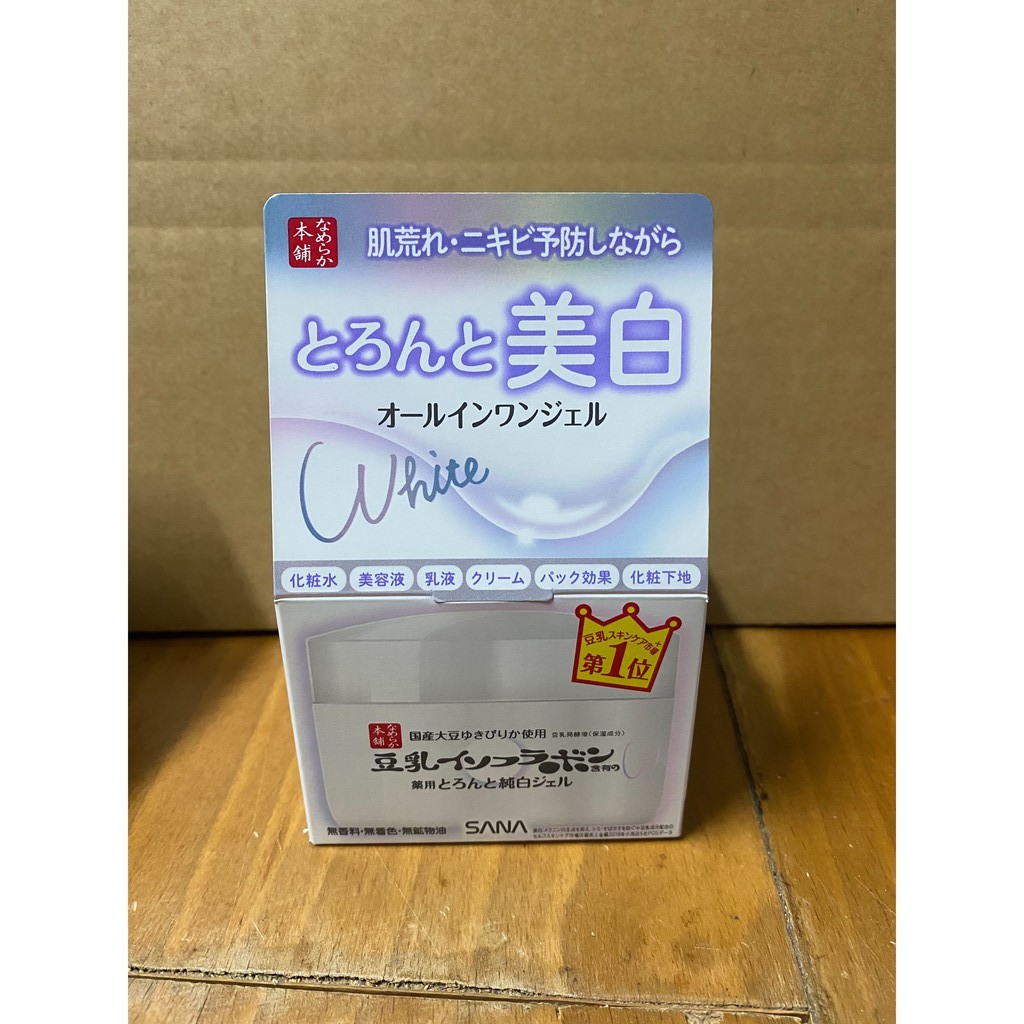 なめらか本舗
肌荒れ・ニキビ予防しながら
とろんと美白
オールインワンジェル
White
化粧水 美容液 乳液 クリーム パック効果 化粧下地
豆乳スキンケア市場
第1位
なめらか本舗
国産大豆ゆきぴりか使用 豆乳発酵液(保湿成分)
豆乳イソフラボン含有の
薬用とろんと純白ジェル
無香料・無着色・無鉱物油
SANA